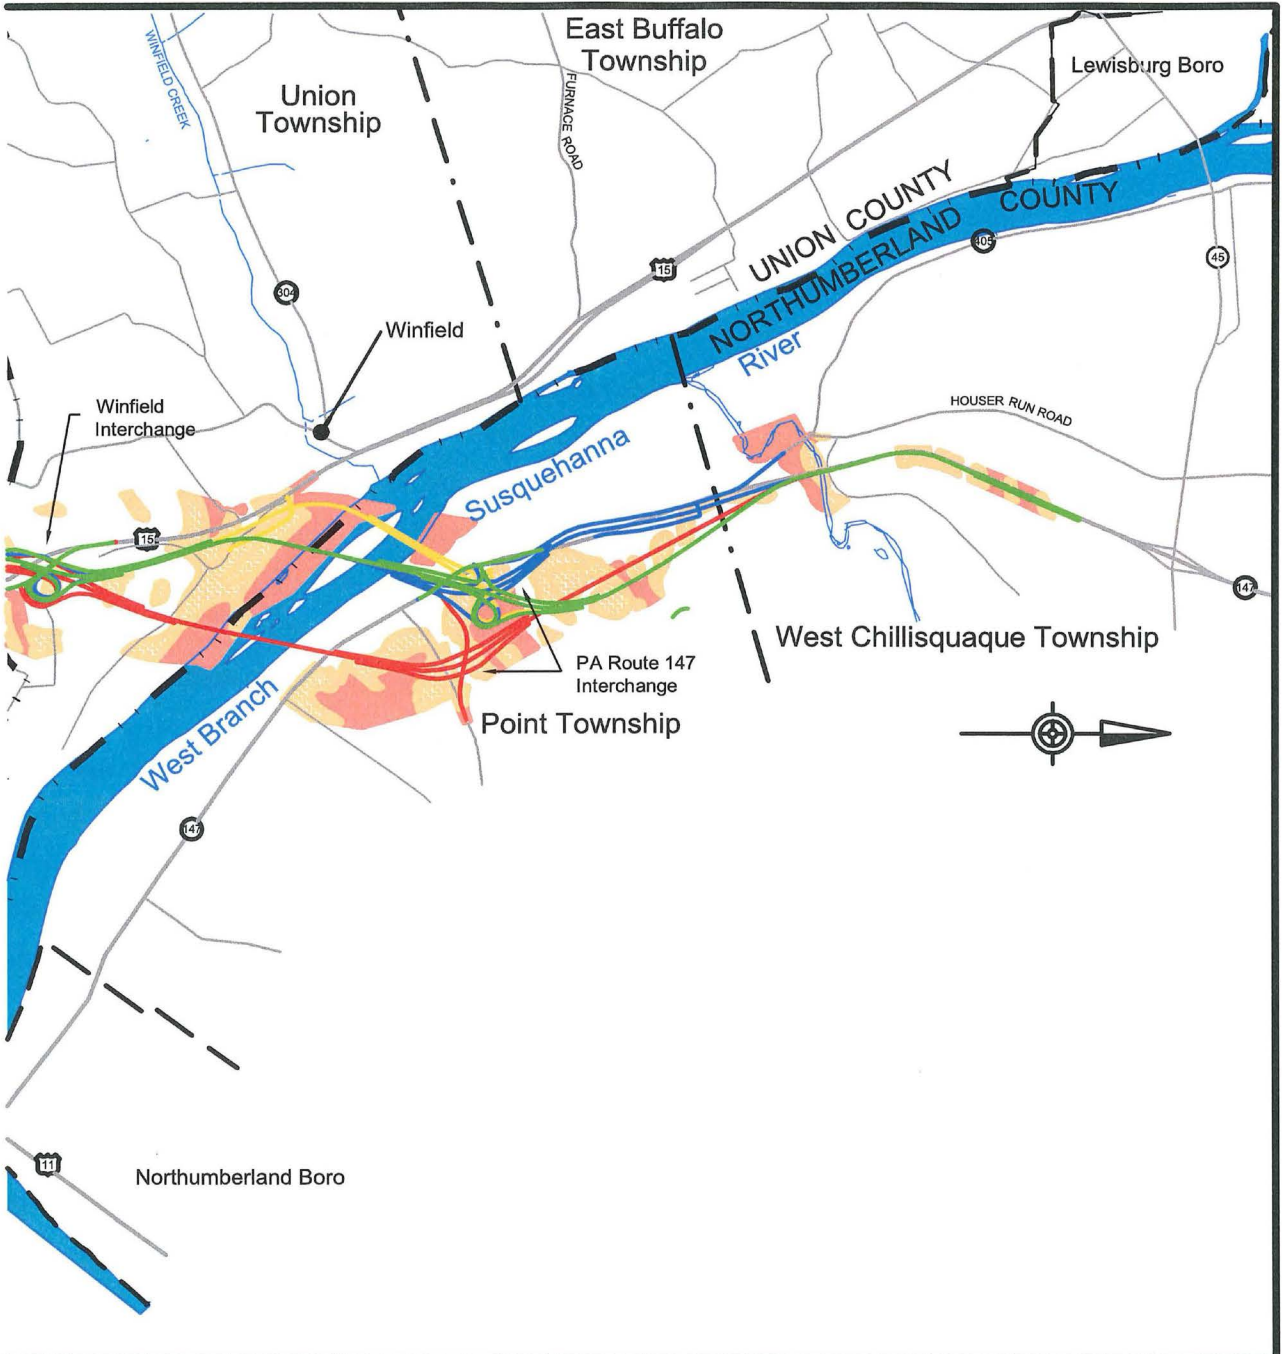 East Buffalo
Township
Lewisburg Boro
WINFIELD CREEK
Union
Township
FURNACE ROAD
UNION COUNTY
NORTHUMBERLAND COUNTY
405
45
15
304
Winfield
River
Winfield
Interchange
HOUSER RUN ROAD
Susquehanna
15
147
West Chillisquaque Township
PA Route 147
Interchange
Point Township
West Branch
147
11
Northumberland Boro